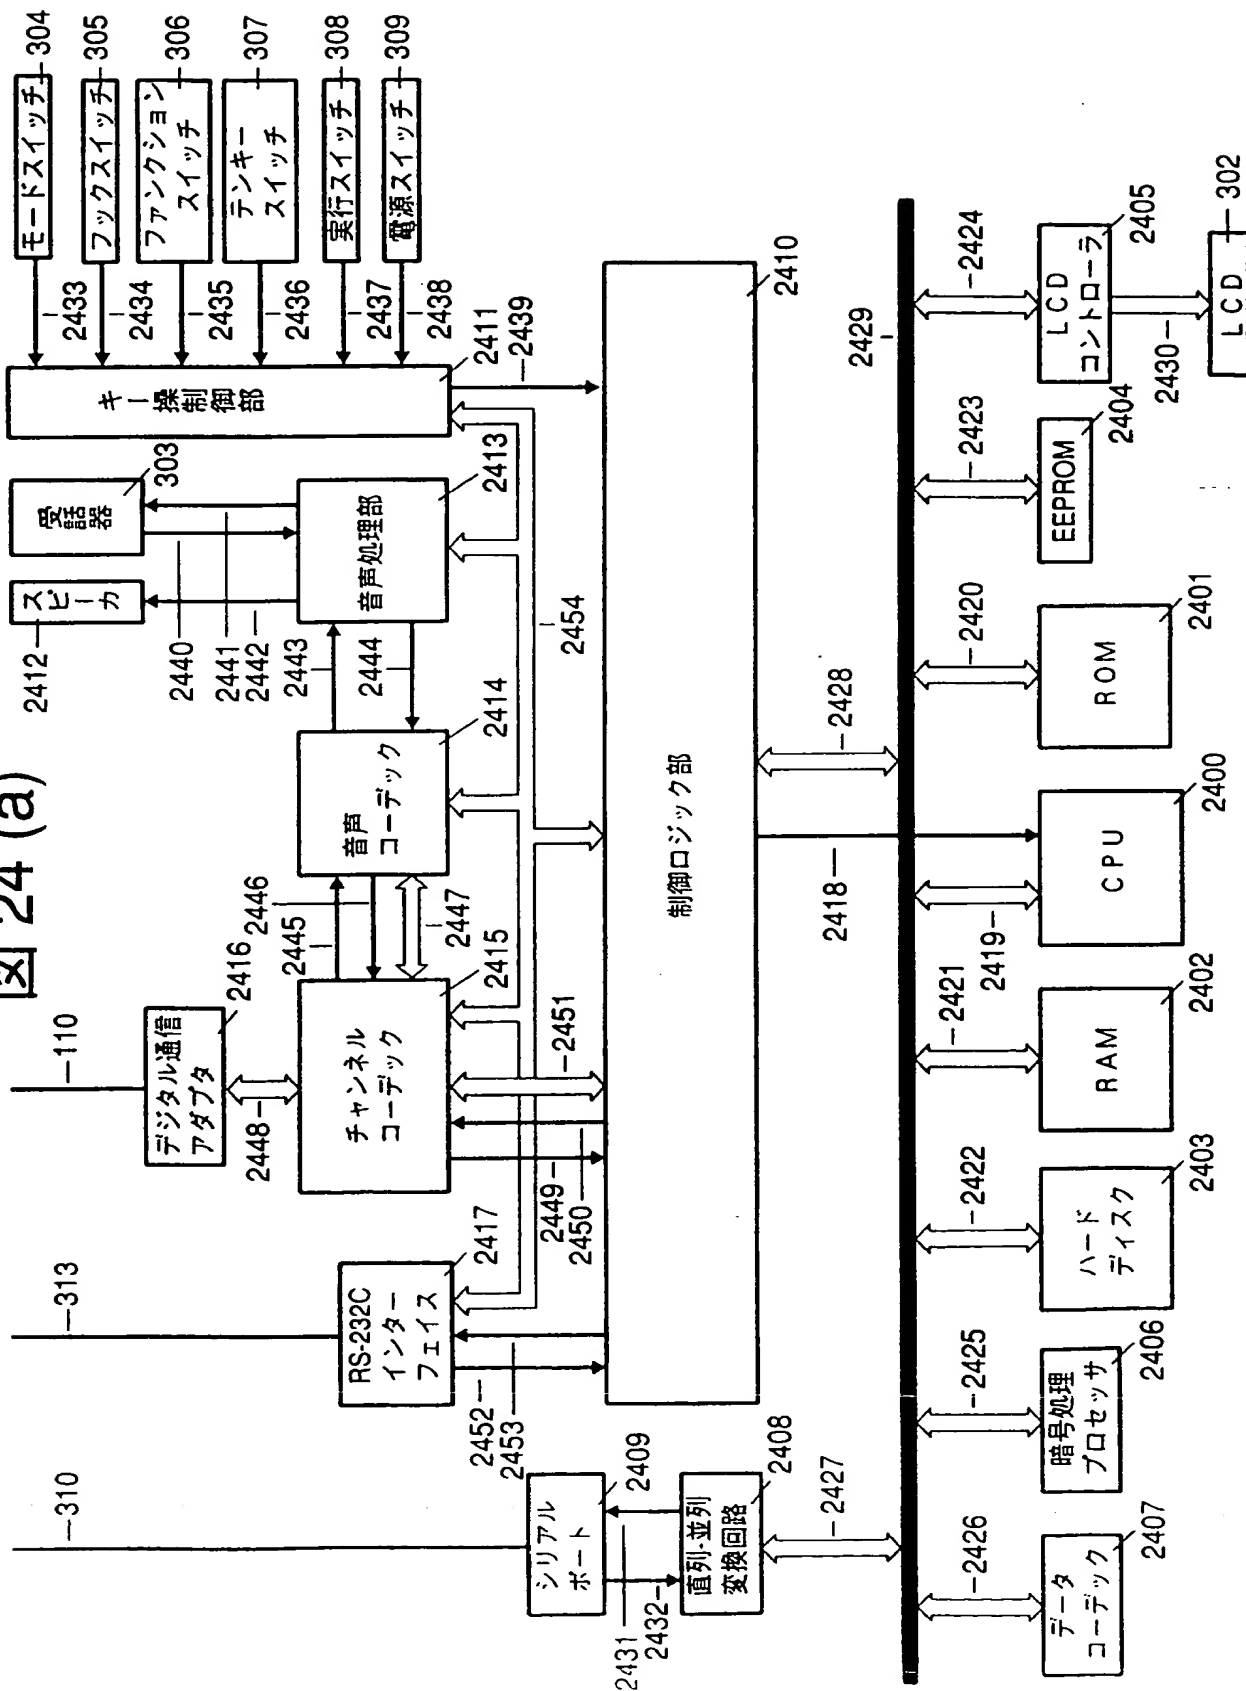 図 24 (a)
310
313
110
デジタル通信
アダプタ
2416
2448
RS-232C
インター
フェイス
2417
チャンネル
コーデック
2415
2445
2446
2447
音声
コーデック
2414
2443
2444
2412
スピーカ
受話器
303
2440
2441
2442
音声処理部
2413
キー操制御部
2411
2439
モードスイッチ
304
2433
フックスイッチ
305
2434
ファンクション
スイッチ
306
2435
テンキー
スイッチ
307
2436
実行スイッチ
308
2437
電源スイッチ
309
2438
2454
2452
2453
2449
2450
2451
シリアル
ポート
2409
2431
2432
直列・並列
変換回路
2408
2427
制御ロジック部
2410
2418
2428
2429
2426
2425
2422
2421
2419
2420
2423
2424
データ
コーデック
2407
暗号処理
プロセッサ
2406
ハード
ディスク
2403
RAM
2402
CPU
2400
ROM
2401
EEPROM
2404
LCD
コントローラ
2405
2430
LCD
302